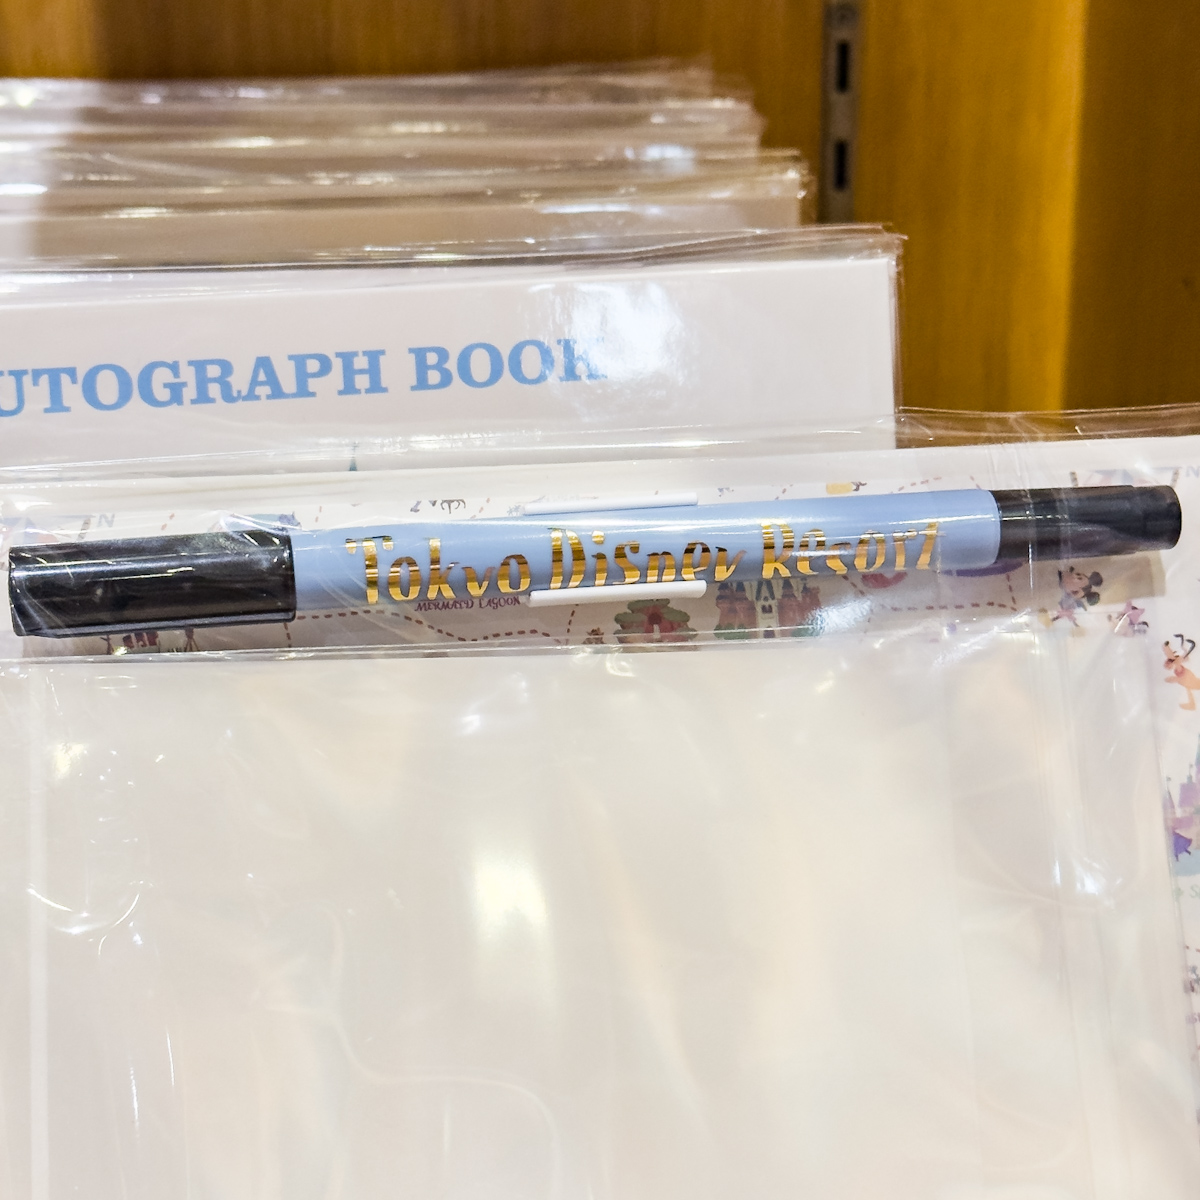 UTOGRAPH BOOK
Tokyo Disney Resort
MERMAID LAGOON